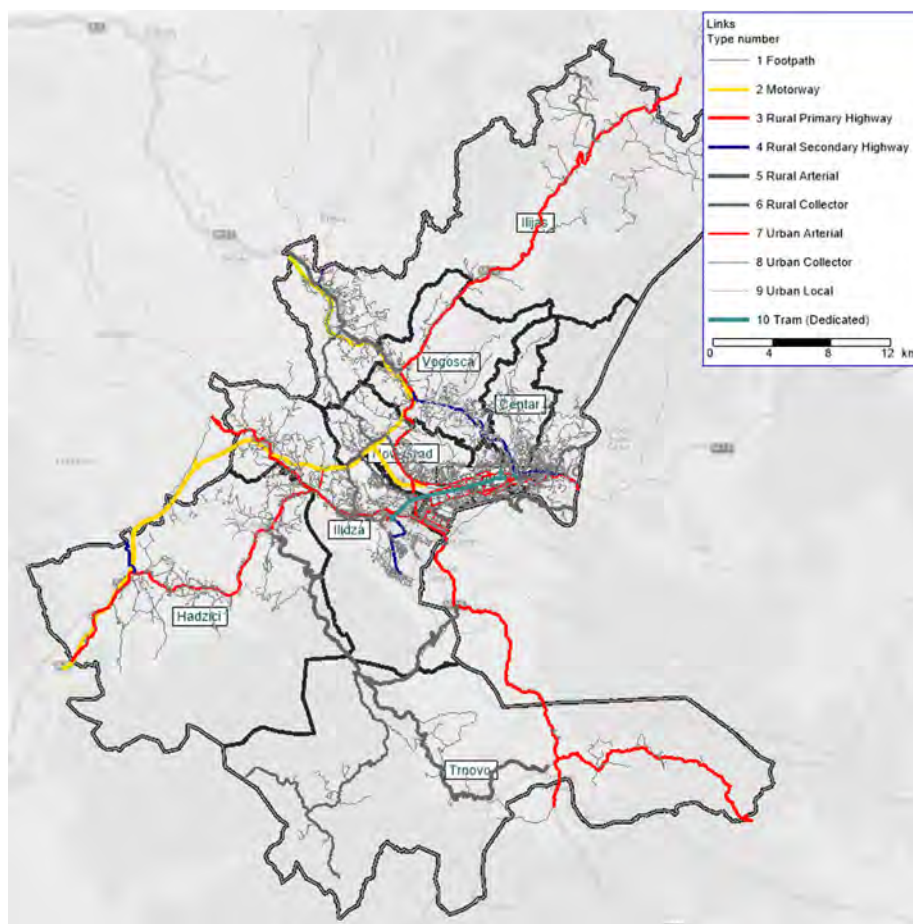 Links
Type number
1 Footpath
2 Motorway
3 Rural Primary Highway
4 Rural Secondary Highway
5 Rural Arterial
6 Rural Collector
7 Urban Arterial
8 Urban Collector
9 Urban Local
10 Tram (Dedicated)
0 4 8 12 km
Ilijas
Vogosca
Centar
Ilidza
Hadzici
Trnovo